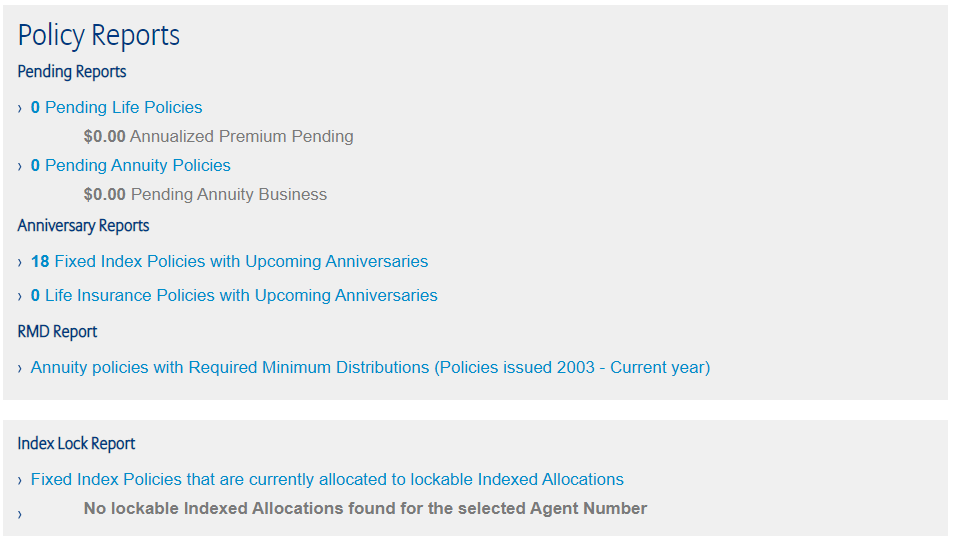 Policy Reports
Pending Reports
› 0 Pending Life Policies
$0.00 Annualized Premium Pending
› 0 Pending Annuity Policies
$0.00 Pending Annuity Business
Anniversary Reports
› 18 Fixed Index Policies with Upcoming Anniversaries
› 0 Life Insurance Policies with Upcoming Anniversaries
RMD Report
› Annuity policies with Required Minimum Distributions (Policies issued 2003 - Current year)
Index Lock Report
› Fixed Index Policies that are currently allocated to lockable Indexed Allocations
› No lockable Indexed Allocations found for the selected Agent Number